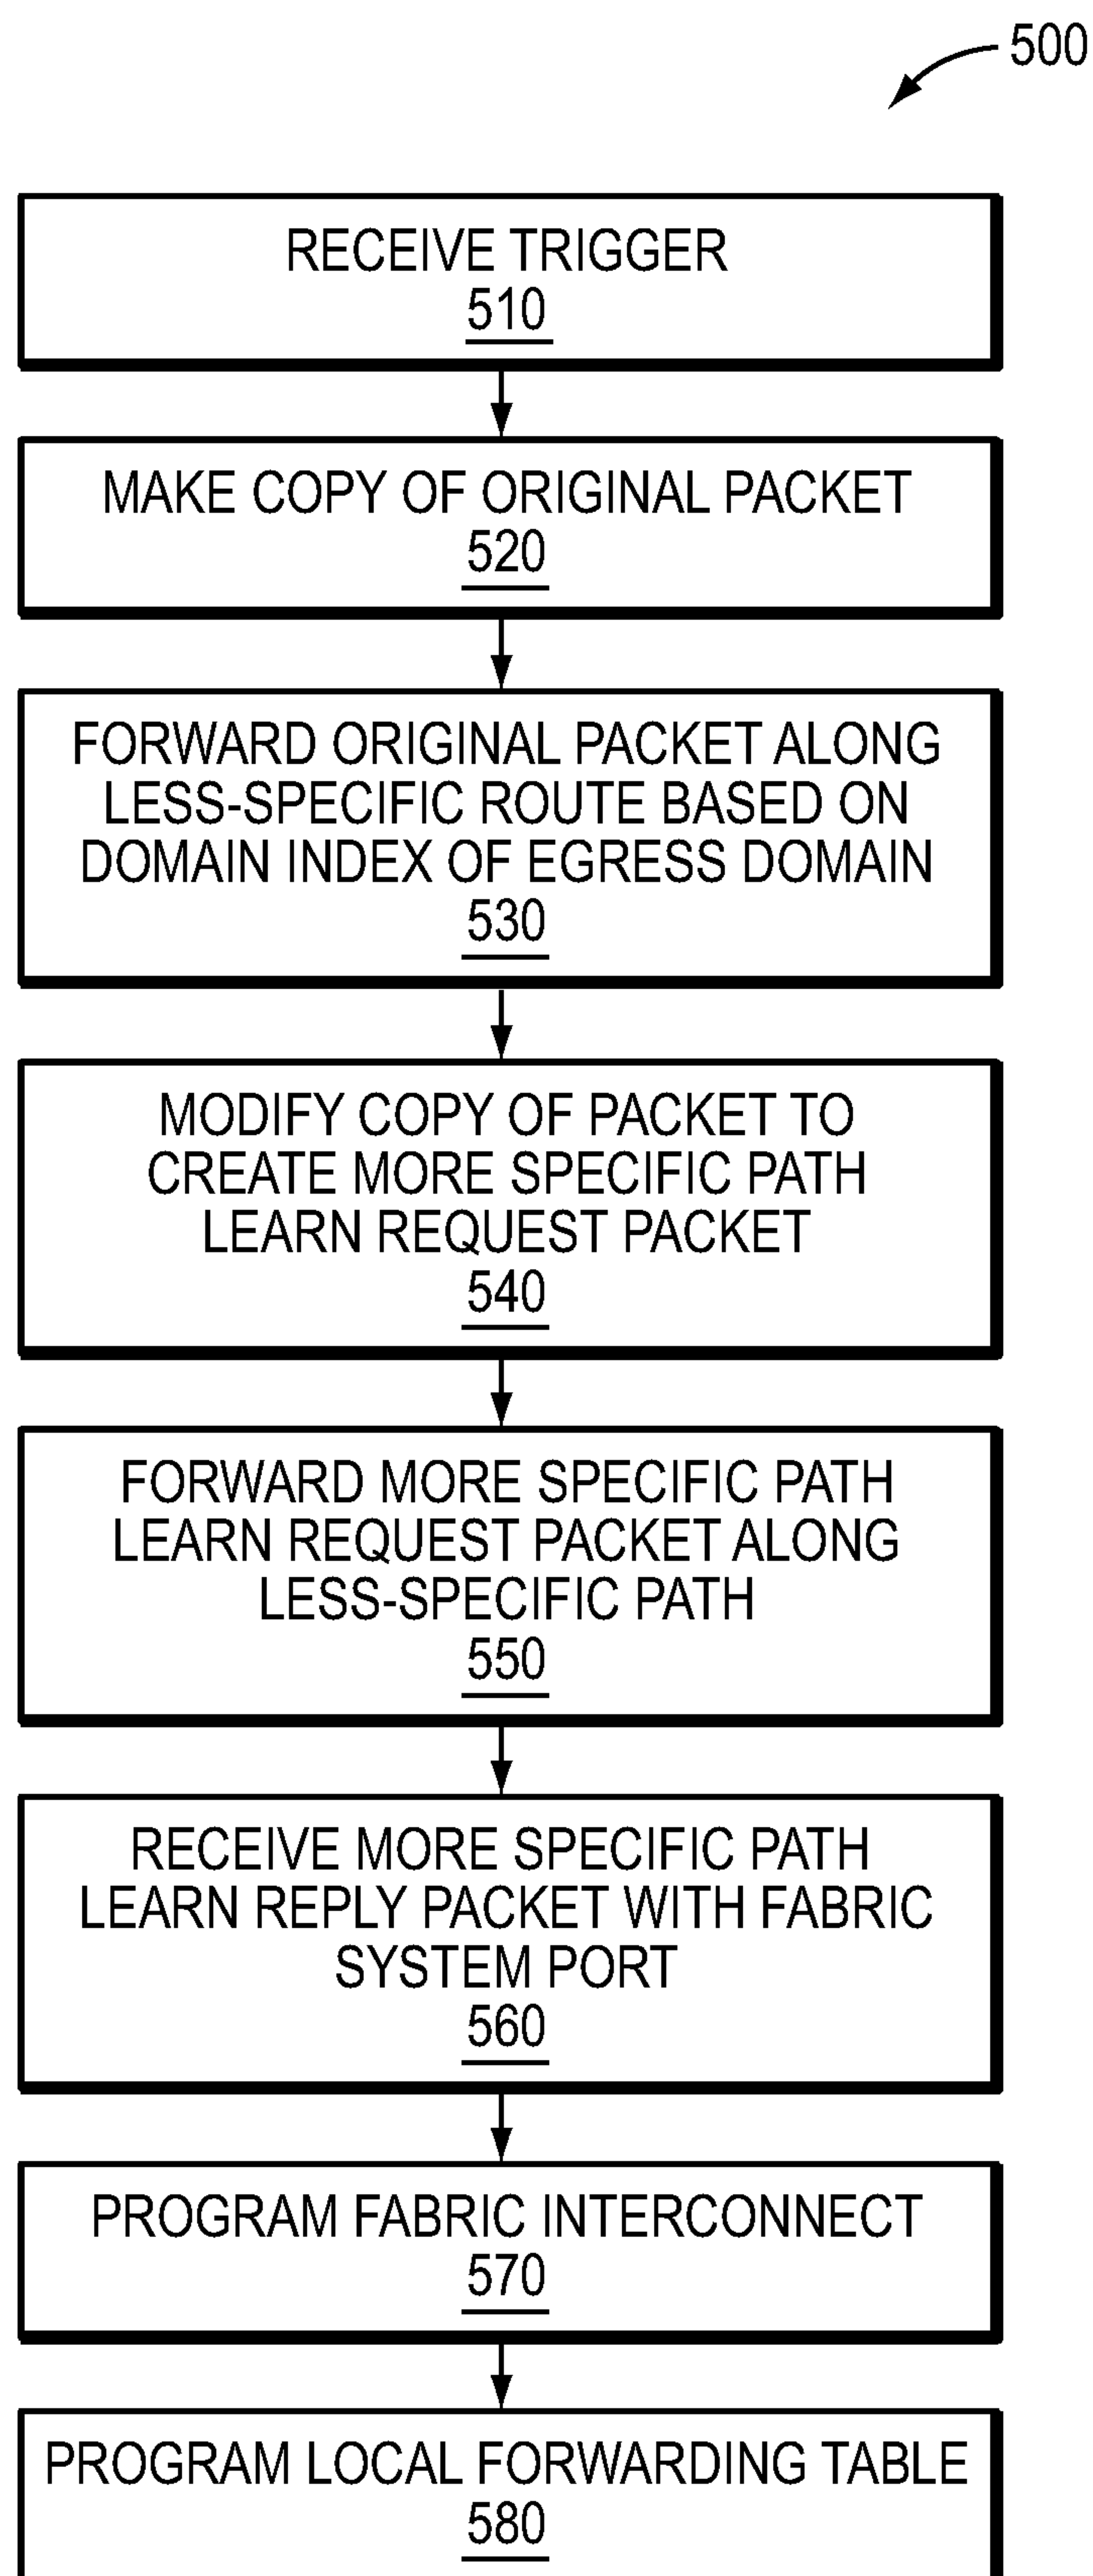 500
RECEIVE TRIGGER
510
MAKE COPY OF ORIGINAL PACKET
520
FORWARD ORIGINAL PACKET ALONG
LESS-SPECIFIC ROUTE BASED ON
DOMAIN INDEX OF EGRESS DOMAIN
530
MODIFY COPY OF PACKET TO
CREATE MORE SPECIFIC PATH
LEARN REQUEST PACKET
540
FORWARD MORE SPECIFIC PATH
LEARN REQUEST PACKET ALONG
LESS-SPECIFIC PATH
550
RECEIVE MORE SPECIFIC PATH
LEARN REPLY PACKET WITH FABRIC
SYSTEM PORT
560
PROGRAM FABRIC INTERCONNECT
570
PROGRAM LOCAL FORWARDING TABLE
580